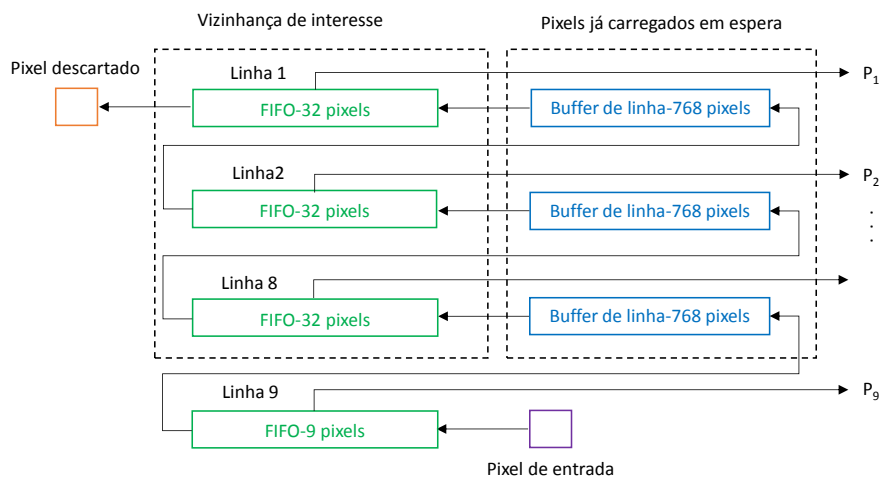 Vizinhança de interesse
Pixels já carregados em espera
Pixel descartado
Linha 1
P1
FIFO-32 pixels
Buffer de linha-768 pixels
Linha2
P2
FIFO-32 pixels
Buffer de linha-768 pixels
.
.
.
Linha 8
FIFO-32 pixels
Buffer de linha-768 pixels
Linha 9
P9
FIFO-9 pixels
Pixel de entrada